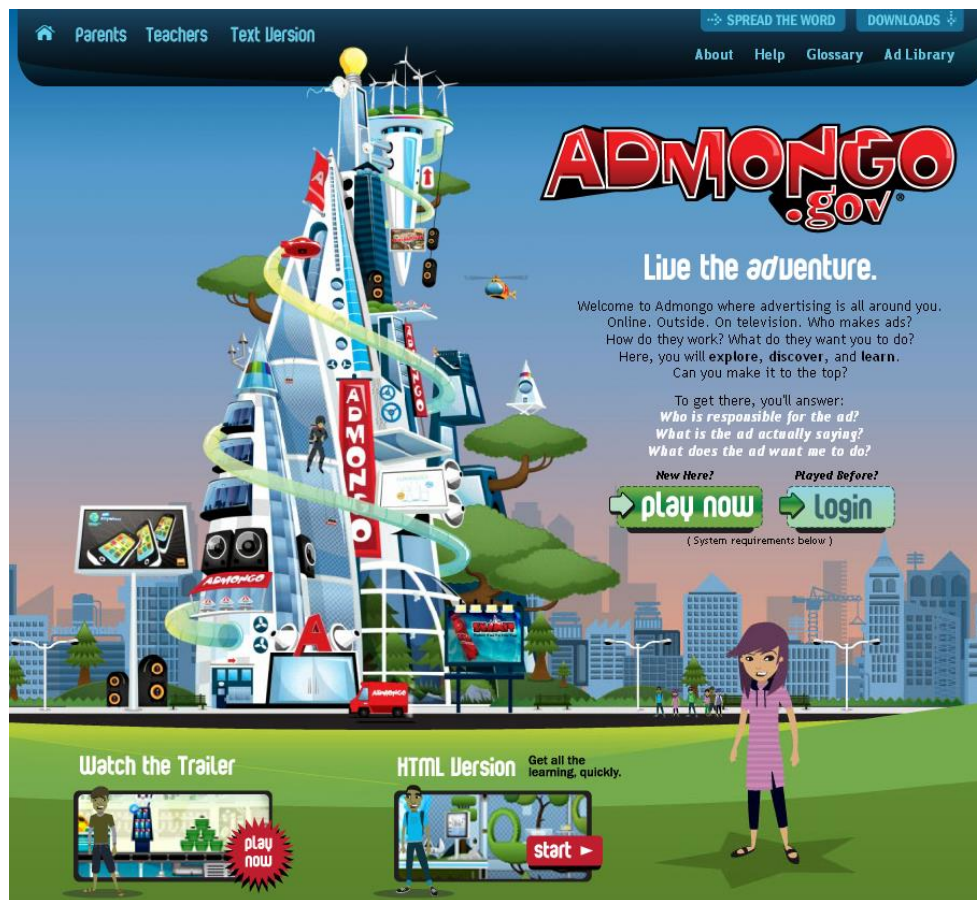 Parents Teachers Text Version
SPREAD THE WORD DOWNLOADS
About Help Glossary Ad Library
ADMONGO
.gov®
Live the adventure.
Welcome to Admongo where advertising is all around you.
Online. Outside. On television. Who makes ads?
How do they work? What do they want you to do?
Here, you will explore, discover, and learn.
Can you make it to the top?
To get there, you'll answer:
Who is responsible for the ad?
What is the ad actually saying?
What does the ad want me to do?
New Here? Played Before?
play now login
( System requirements below )
A
ADMONGO
ADMONGO
ADMONGO
A
ADMONGO
Watch the Trailer
play
now
HTML Version
Get all the
learning, quickly.
start